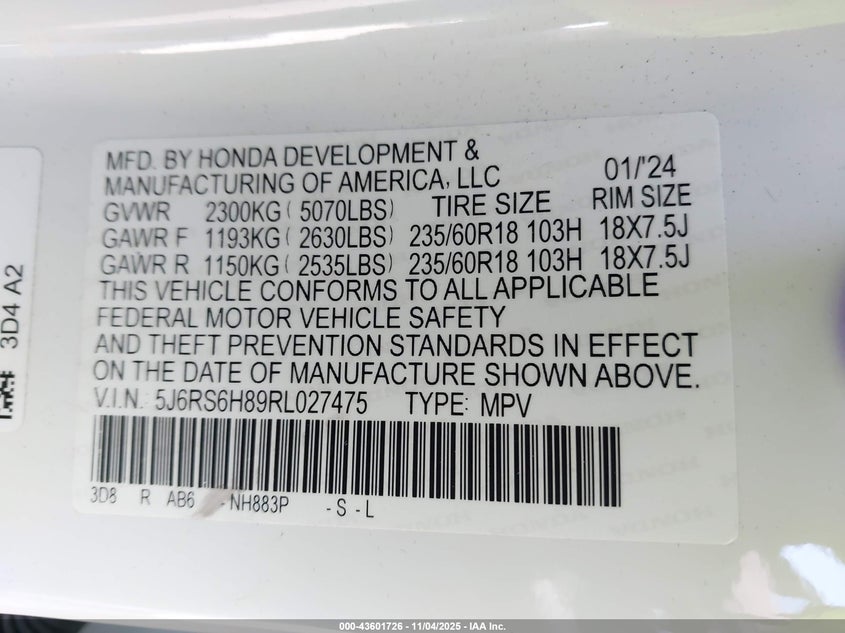 MFD. BY HONDA DEVELOPMENT &
MANUFACTURING OF AMERICA, LLC 01/'24
GVWR 2300KG ( 5070LBS) TIRE SIZE RIM SIZE
GAWR F 1193KG ( 2630LBS) 235/60R18 103H 18X7.5J
GAWR R 1150KG ( 2535LBS) 235/60R18 103H 18X7.5J
THIS VEHICLE CONFORMS TO ALL APPLICABLE
FEDERAL MOTOR VEHICLE SAFETY
AND THEFT PREVENTION STANDARDS IN EFFECT
ON THE DATE OF MANUFACTURE SHOWN ABOVE.
V.I.N. 5J6RS6H89RL027475 TYPE: MPV
3D8 R AB6 -NH883P -S -L
3D4 A2
000-43601726 - 11/04/2025 - IAA Inc.